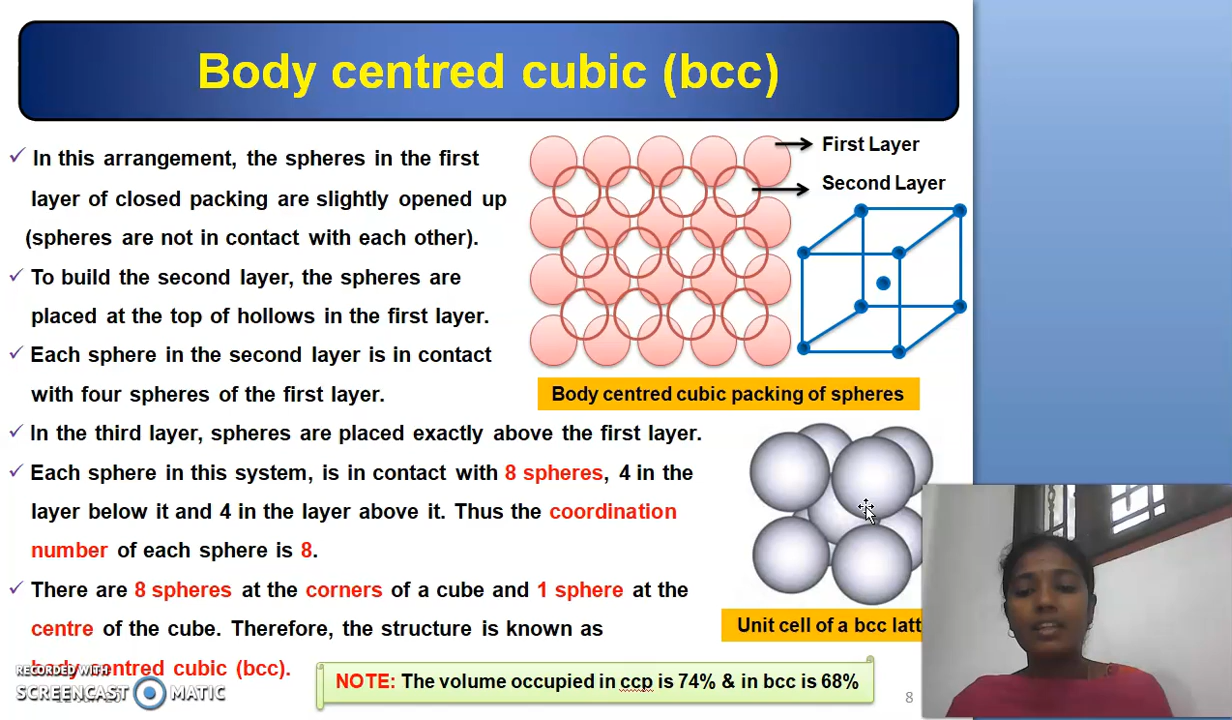 Body centred cubic (bcc)
In this arrangement, the spheres in the first
layer of closed packing are slightly opened up
(spheres are not in contact with each other).
To build the second layer, the spheres are
placed at the top of hollows in the first layer.
Each sphere in the second layer is in contact
with four spheres of the first layer.
In the third layer, spheres are placed exactly above the first layer.
Each sphere in this system, is in contact with 8 spheres, 4 in the
layer below it and 4 in the layer above it. Thus the coordination
number of each sphere is 8.
There are 8 spheres at the corners of a cube and 1 sphere at the
centre of the cube. Therefore, the structure is known as
body centred cubic (bcc).
First Layer
Second Layer
Body centred cubic packing of spheres
Unit cell of a bcc latt
NOTE: The volume occupied in ccp is 74% & in bcc is 68%
8
RECORDED WITH
SCREENCAST MATIC